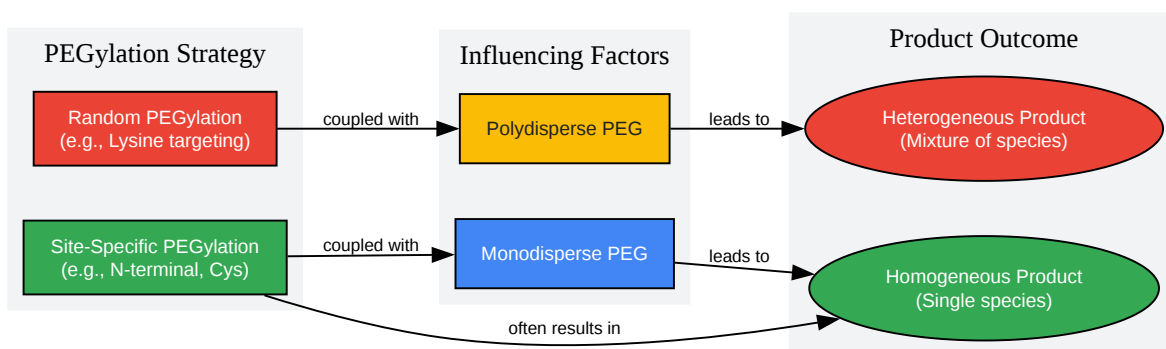 PEGylation Strategy
Influencing Factors
Product Outcome
Random PEGylation
(e.g., Lysine targeting)
coupled with
Polydisperse PEG
leads to
Heterogeneous Product
(Mixture of species)
Site-Specific PEGylation
(e.g., N-terminal, Cys)
coupled with
Monodisperse PEG
leads to
Homogeneous Product
(Single species)
often results in